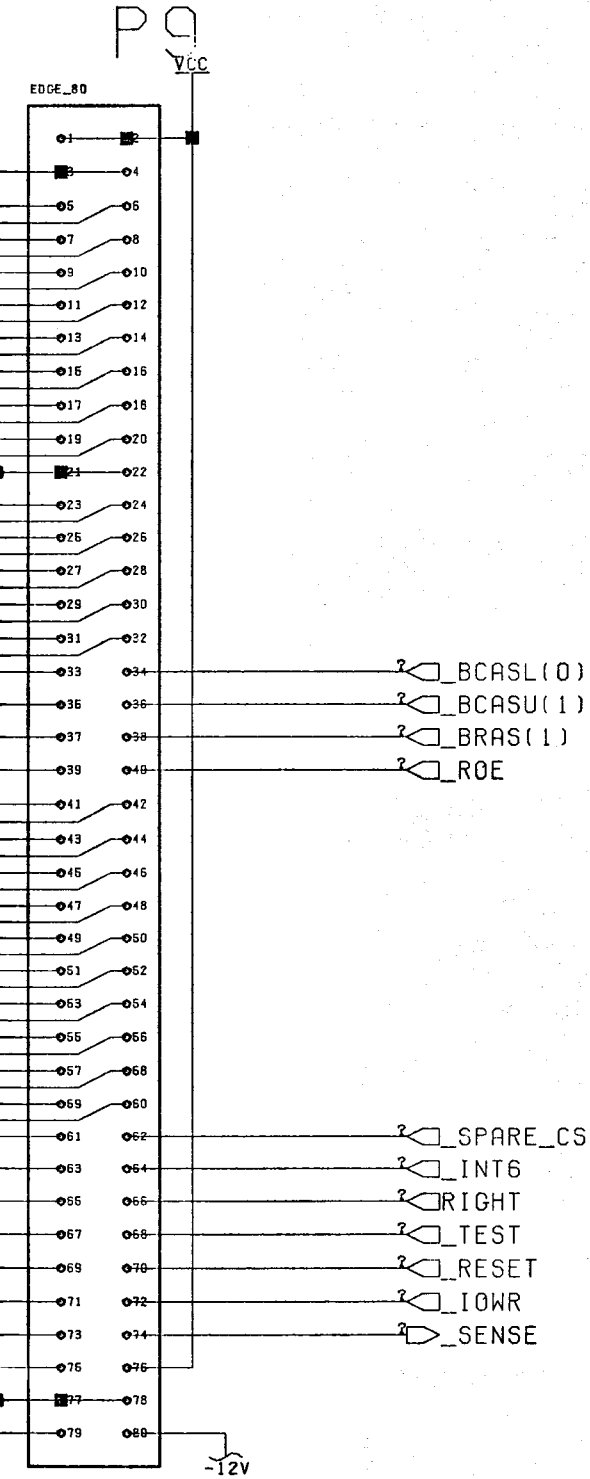 P9
VCC
EDGE_80
1 2
3 4
5 6
7 8
9 10
11 12
13 14
15 16
17 18
19 20
21 22
23 24
25 26
27 28
29 30
31 32
33 34 ? _BCASL(0)
35 36 ? _BCASU(1)
37 38 ? _BRAS(1)
39 40 ? _ROE
41 42
43 44
45 46
47 48
49 50
51 52
53 54
55 56
57 58
59 60
61 62 ? _SPARE_CS
63 64 ? _INT6
65 66 ? RIGHT
67 68 ? _TEST
69 70 ? _RESET
71 72 ? _IOWR
73 74 ? _SENSE
75 76
77 78
79 80
-12V